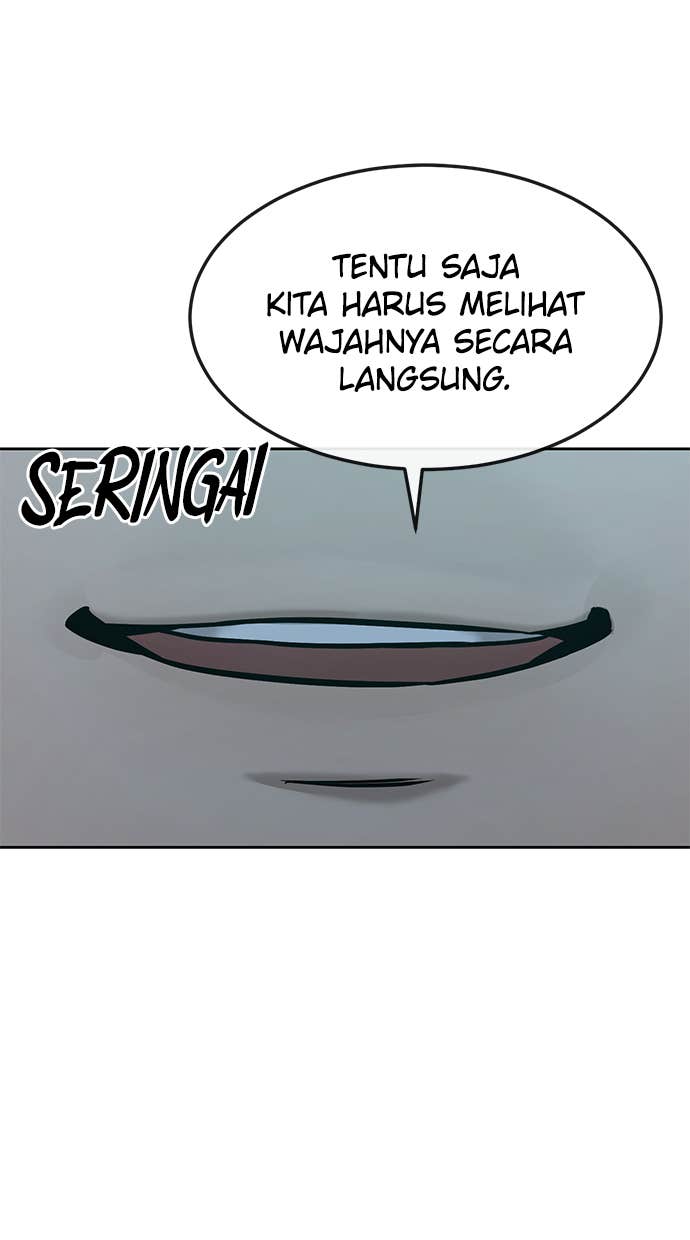 TENTU SAJA
KITA HARUS MELIHAT
WAJAHNYA SECARA
LANGSUNG.
SERINGAI